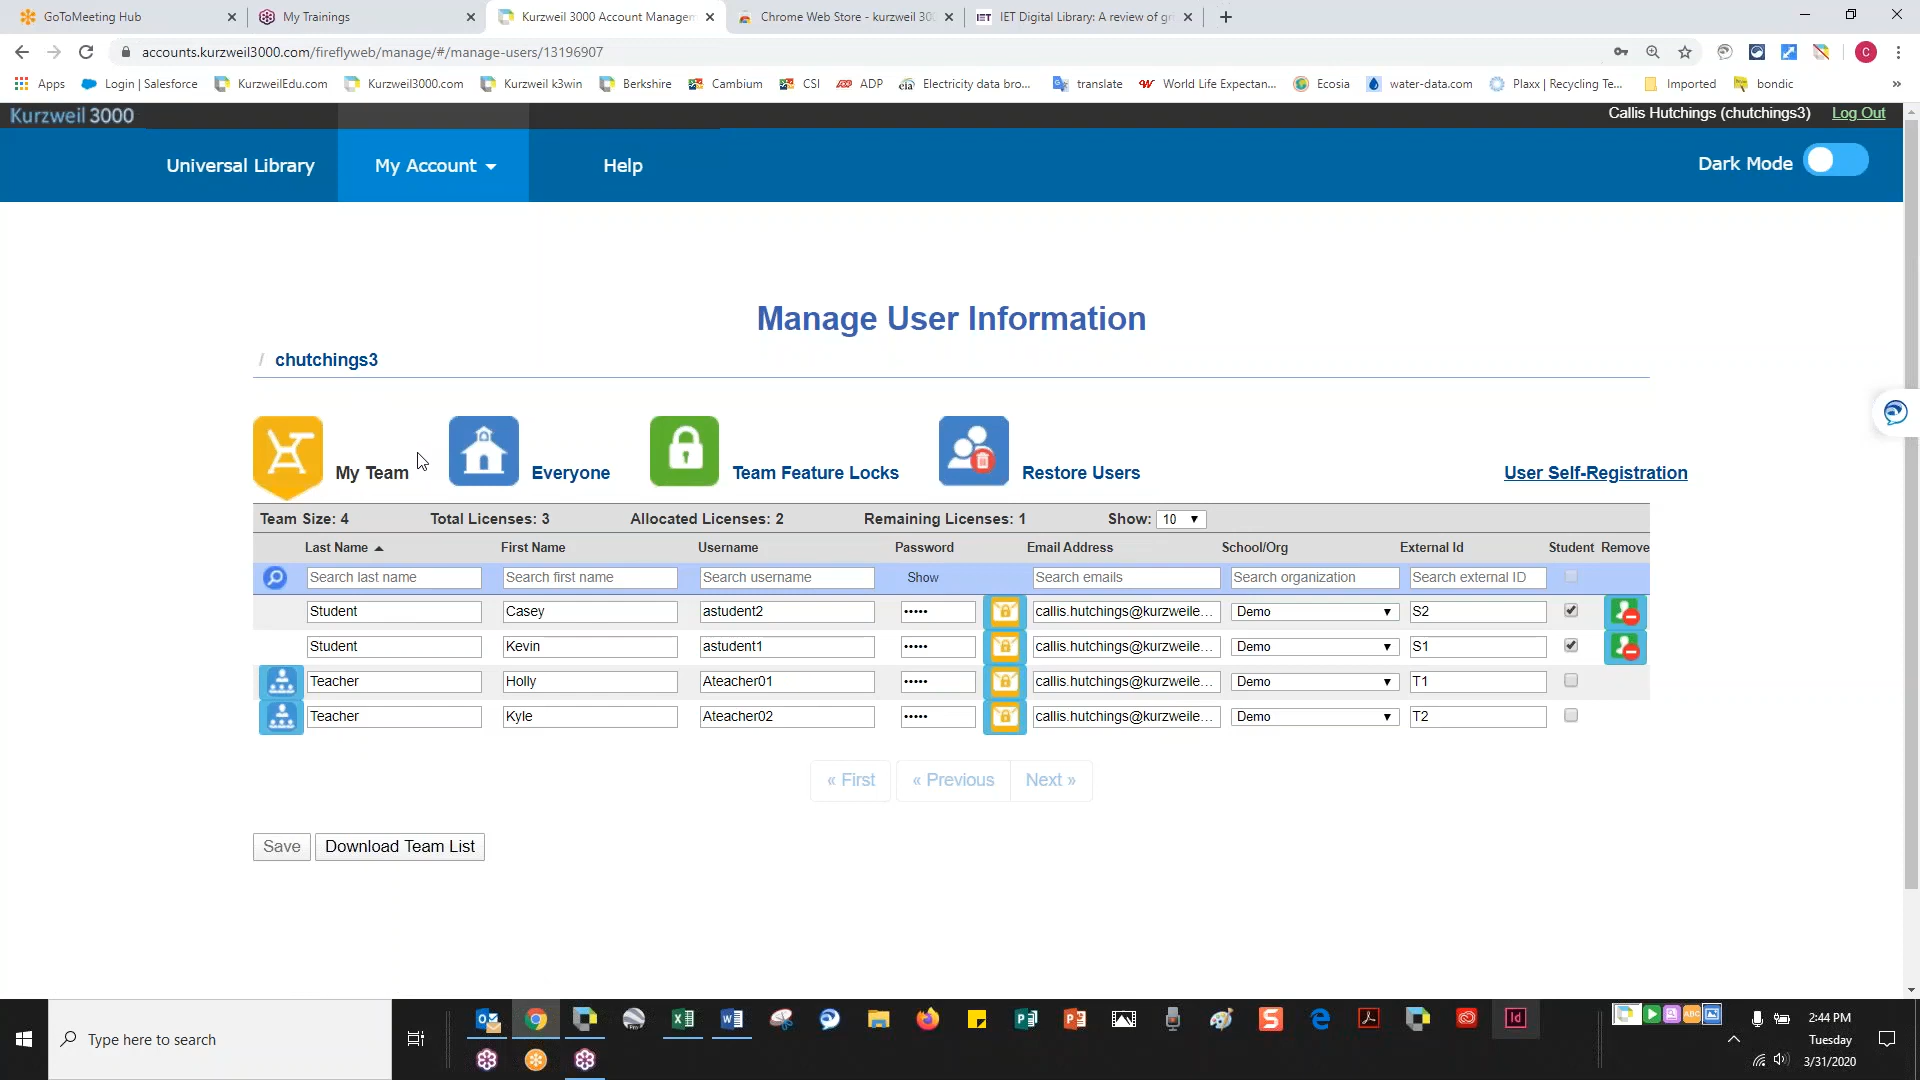 GoToMeeting Hub
My Trainings
Kurzweil 3000 Account Managem
Chrome Web Store - kurzweil 30
IET Digital Library: A review of gr
accounts.kurzweil3000.com/fireflyweb/manage/#/manage-users/13196907
C
Apps
Login | Salesforce
KurzweilEdu.com
Kurzweil3000.com
Kurzweil k3win
Berkshire
Cambium
CSI
ADP
Electricity data bro...
translate
World Life Expectan...
Ecosia
water-data.com
Plaxx | Recycling Te...
Imported
bondic
Kurzweil 3000
Callis Hutchings (chutchings3)
Log Out
Universal Library
My Account
Help
Dark Mode
Manage User Information
/ chutchings3
My Team
Everyone
Team Feature Locks
Restore Users
User Self-Registration
Team Size: 4
Total Licenses: 3
Allocated Licenses: 2
Remaining Licenses: 1
Show: 10
Last Name
First Name
Username
Password
Email Address
School/Org
External Id
Student
Remove
Search last name
Search first name
Search username
Show
Search emails
Search organization
Search external ID
Student
Casey
astudent2
•••••
callis.hutchings@kurzweile...
Demo
S2
Student
Kevin
astudent1
•••••
callis.hutchings@kurzweile...
Demo
S1
Teacher
Holly
Ateacher01
•••••
callis.hutchings@kurzweile...
Demo
T1
Teacher
Kyle
Ateacher02
•••••
callis.hutchings@kurzweile...
Demo
T2
« First
« Previous
Next »
Save
Download Team List
Type here to search
2:44 PM
Tuesday
3/31/2020